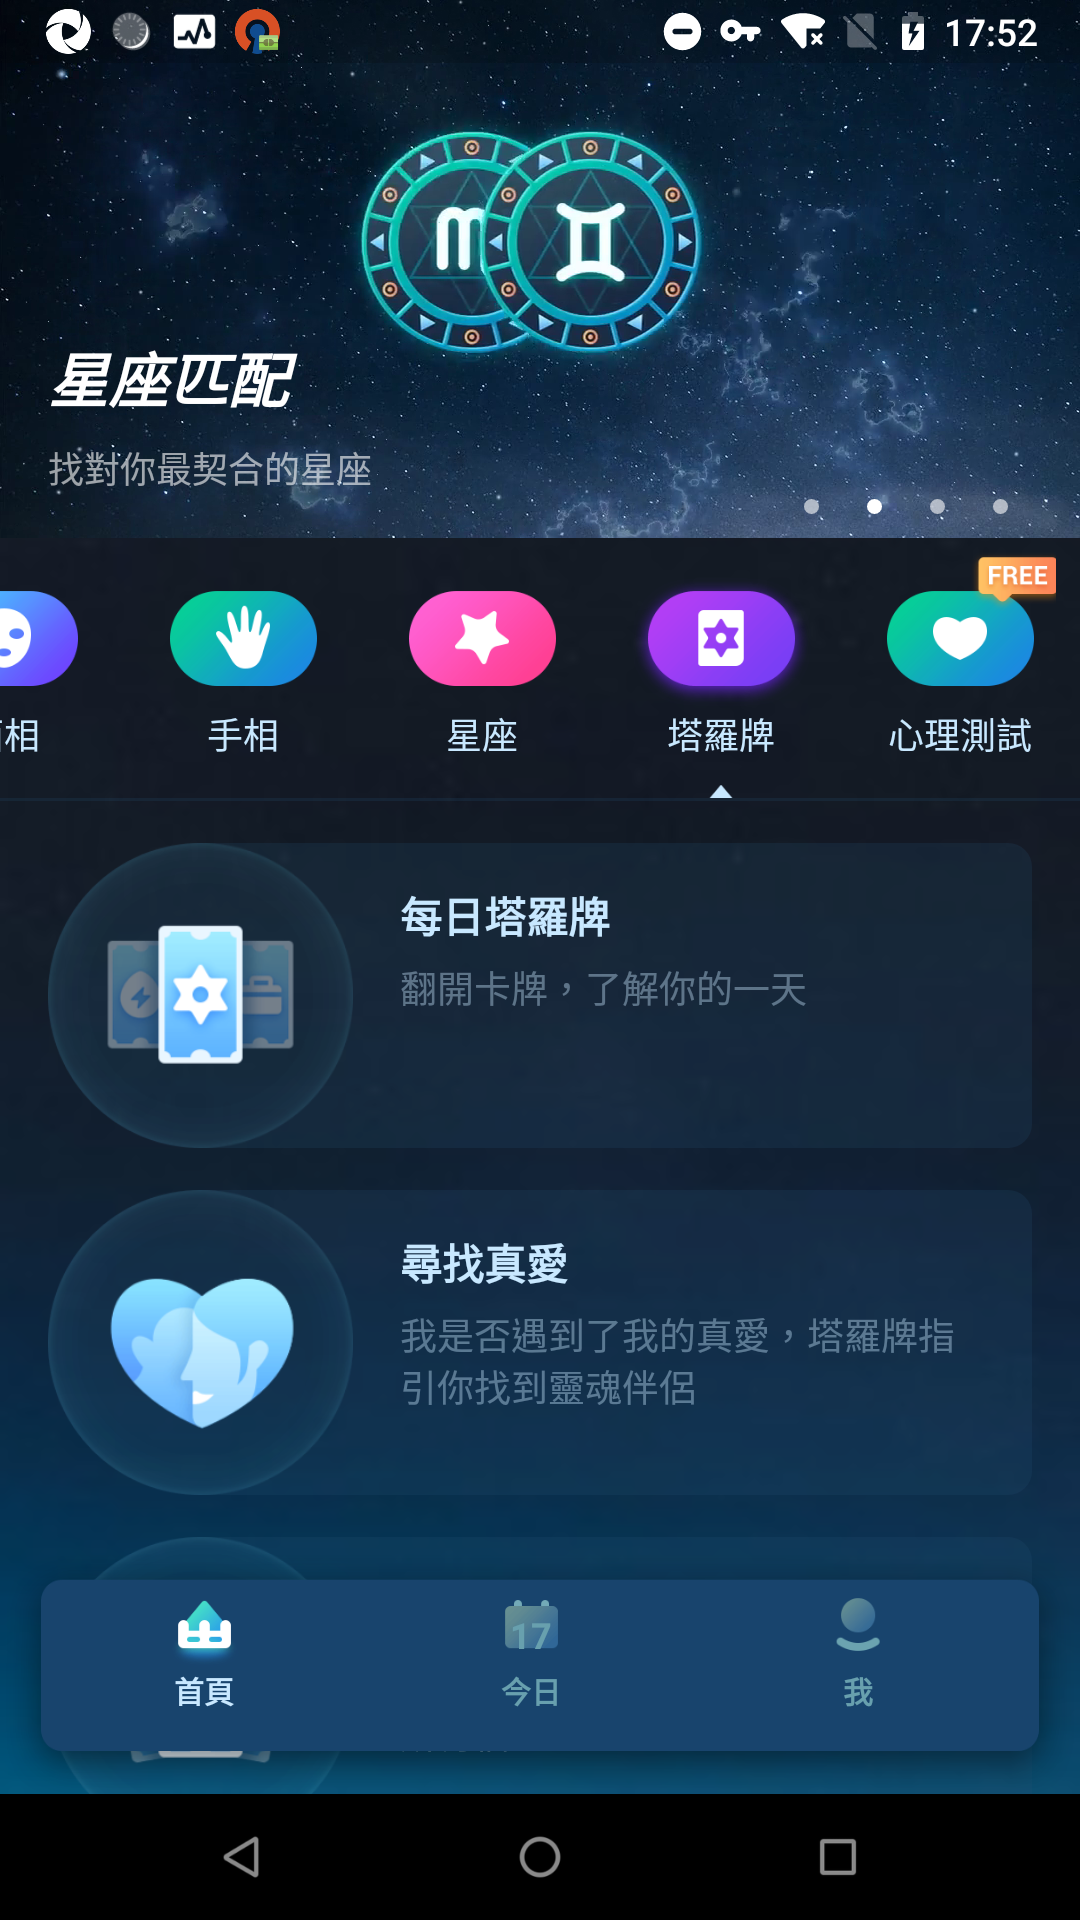 17:52
星座匹配
找對你最契合的星座
FREE
相
手相
星座
塔羅牌
心理測試
每日塔羅牌
翻開卡牌，了解你的一天
尋找真愛
我是否遇到了我的真愛，塔羅牌指
引你找到靈魂伴侶
17
首頁
今日
我